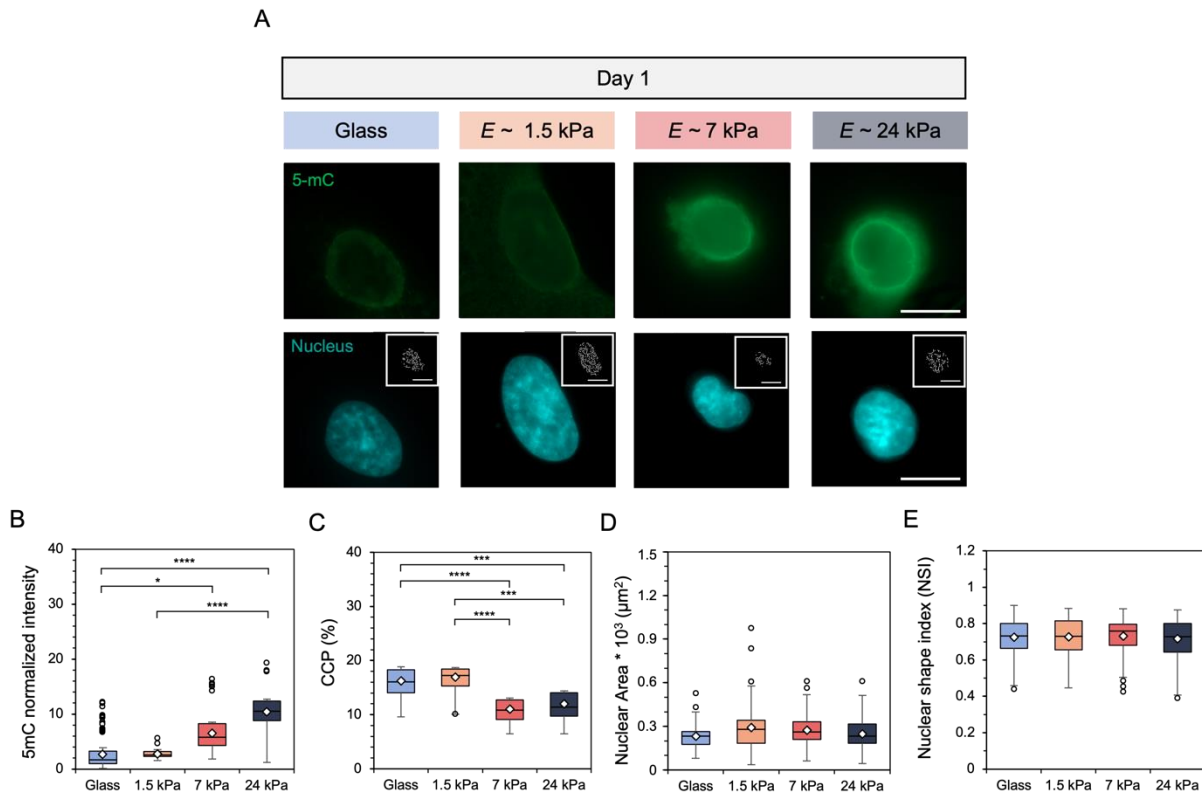 A
Day 1
Glass
E ~ 1.5 kPa
E ~ 7 kPa
E ~ 24 kPa
5-mC
Nucleus
B
5mC normalized intensity
40
30
20
10
0
****
*
****
Glass
1.5 kPa
7 kPa
24 kPa
C
CCP (%)
40
30
20
10
0
***
****
***
****
Glass
1.5 kPa
7 kPa
24 kPa
D
Nuclear Area * 10³ (µm²)
1.5
1.2
0.9
0.6
0.3
0
Glass
1.5 kPa
7 kPa
24 kPa
E
Nuclear shape index (NSI)
1.2
1
0.8
0.6
0.4
0.2
0
Glass
1.5 kPa
7 kPa
24 kPa